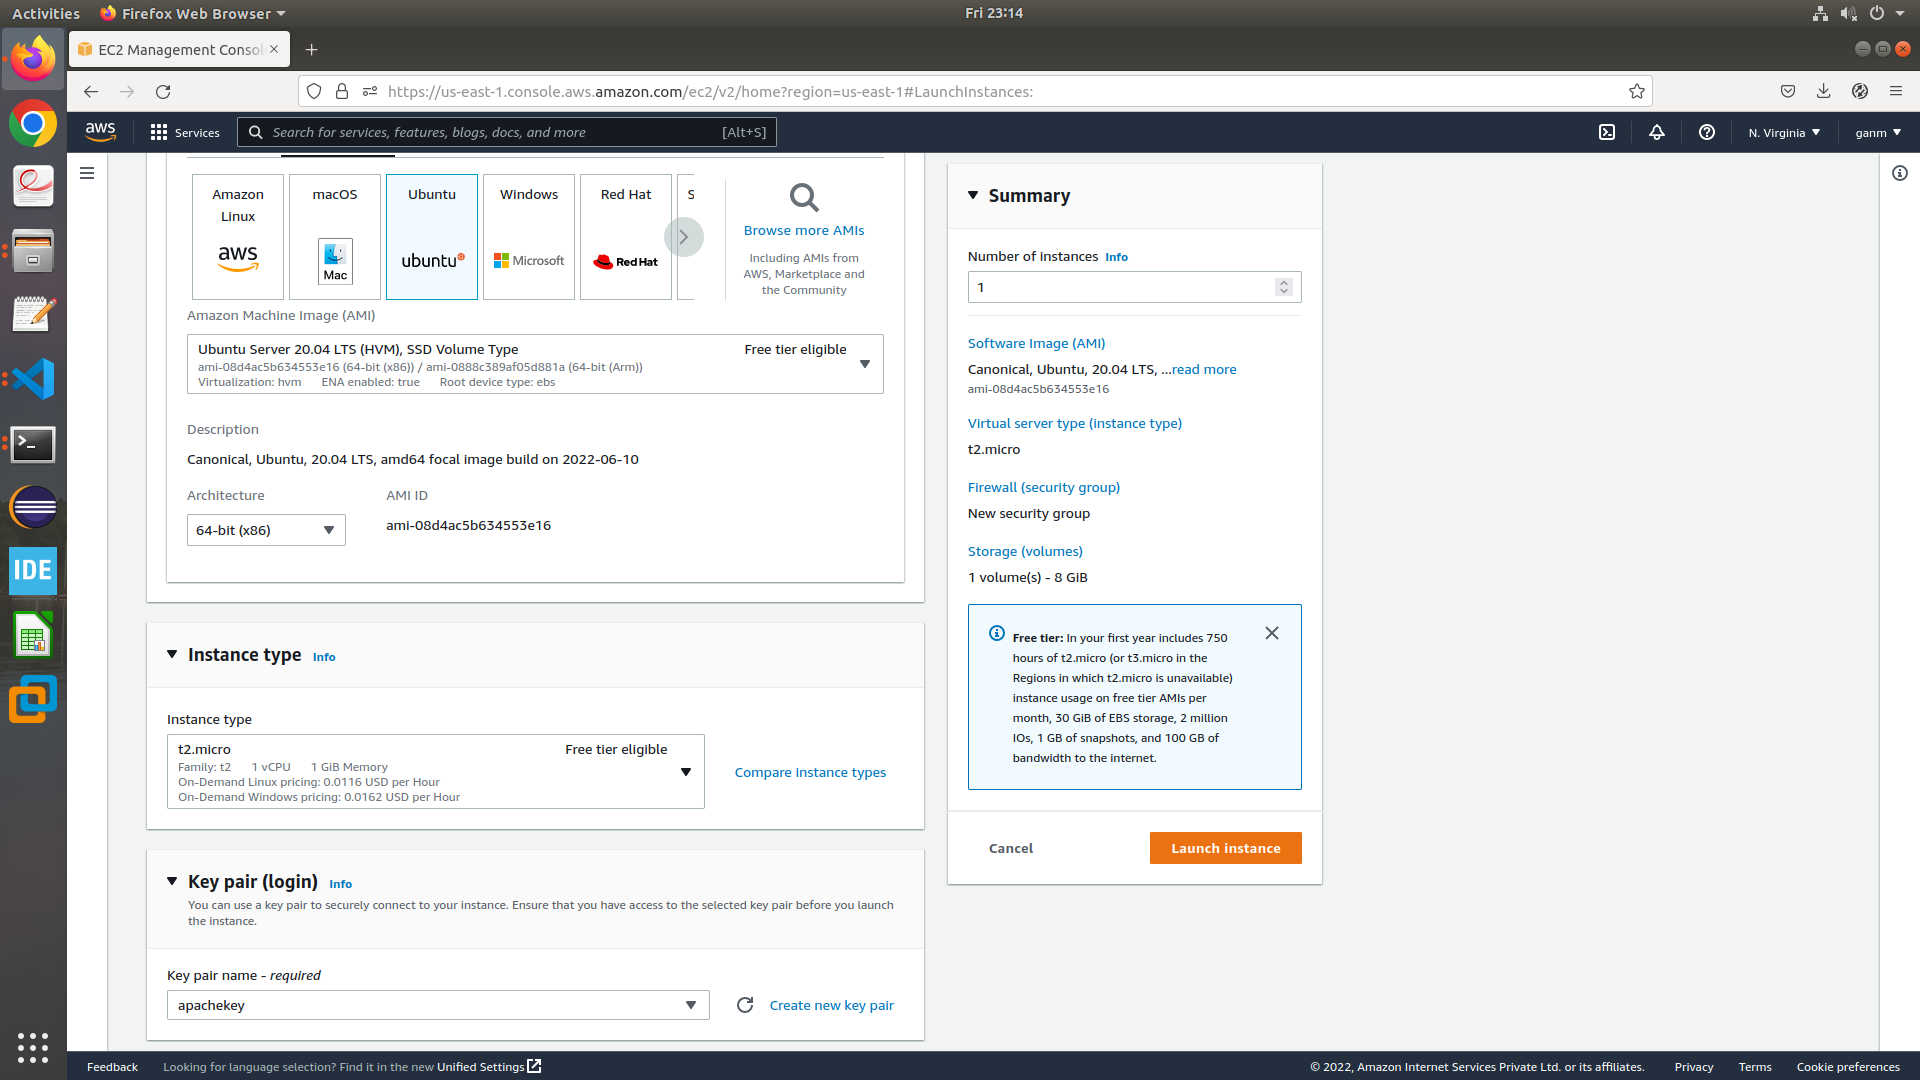 Activities
Firefox Web Browser
Fri 23:14
EC2 Management Consol
https://us-east-1.console.aws.amazon.com/ec2/v2/home?region=us-east-1#LaunchInstances:
aws
Services
Search for services, features, blogs, docs, and more
[Alt+S]
N. Virginia
ganm
Amazon Linux
aws
macOS
Mac
Ubuntu
ubuntu
Windows
Microsoft
Red Hat
RedHat
S
Browse more AMIs
Including AMIs from
AWS, Marketplace and
the Community
Amazon Machine Image (AMI)
Ubuntu Server 20.04 LTS (HVM), SSD Volume Type
Free tier eligible
ami-08d4ac5b634553e16 (64-bit (x86)) / ami-0888c389af05d881a (64-bit (Arm))
Virtualization: hvm ENA enabled: true Root device type: ebs
Description
Canonical, Ubuntu, 20.04 LTS, amd64 focal image build on 2022-06-10
Architecture
AMI ID
64-bit (x86)
ami-08d4ac5b634553e16
Instance type Info
Instance type
t2.micro
Free tier eligible
Family: t2 1 vCPU 1 GiB Memory
On-Demand Linux pricing: 0.0116 USD per Hour
On-Demand Windows pricing: 0.0162 USD per Hour
Compare instance types
Key pair (login) Info
You can use a key pair to securely connect to your instance. Ensure that you have access to the selected key pair before you launch
the instance.
Key pair name - required
apachekey
Create new key pair
Summary
Number of instances Info
1
Software Image (AMI)
Canonical, Ubuntu, 20.04 LTS, ...read more
ami-08d4ac5b634553e16
Virtual server type (instance type)
t2.micro
Firewall (security group)
New security group
Storage (volumes)
1 volume(s) - 8 GiB
Free tier: In your first year includes 750
hours of t2.micro (or t3.micro in the
Regions in which t2.micro is unavailable)
instance usage on free tier AMIs per
month, 30 GiB of EBS storage, 2 million
IOs, 1 GB of snapshots, and 100 GB of
bandwidth to the internet.
Cancel
Launch instance
IDE
Feedback
Looking for language selection? Find it in the new Unified Settings
© 2022, Amazon Internet Services Private Ltd. or its affiliates.
Privacy
Terms
Cookie preferences